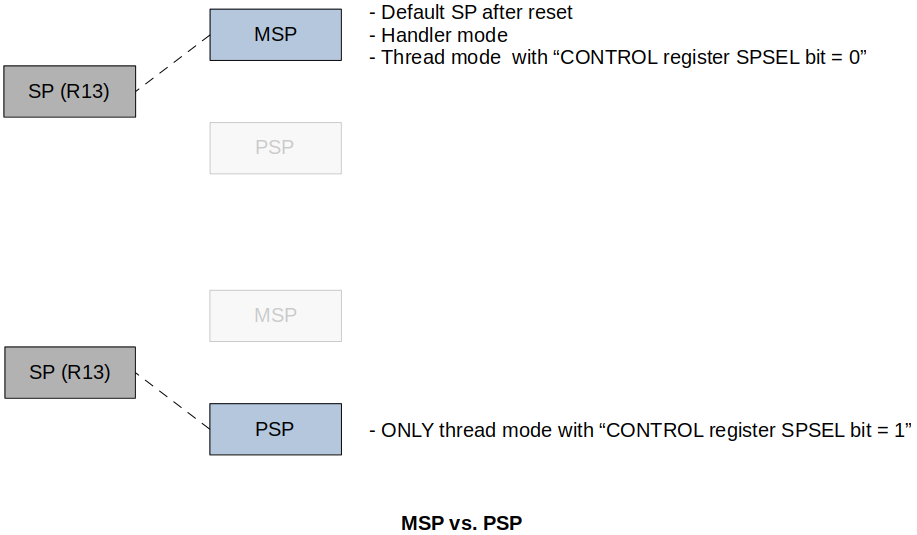 MSP
- Default SP after reset
- Handler mode
- Thread mode  with “CONTROL register SPSEL bit = 0”
SP (R13)
PSP
MSP
SP (R13)
PSP
- ONLY thread mode with “CONTROL register SPSEL bit = 1”
MSP vs. PSP